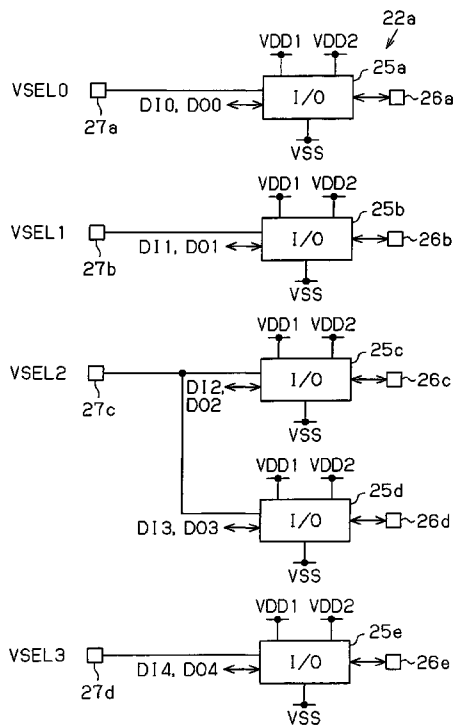 22a
VDD1 VDD2
25a
VSEL0
I/O
27a
DI0, DO0
26a
VSS
VDD1 VDD2
25b
VSEL1
I/O
27b
DI1, DO1
26b
VSS
VDD1 VDD2
25c
VSEL2
I/O
27c
DI2,
DO2
26c
VSS
VDD1 VDD2
25d
I/O
DI3, DO3
26d
VSS
VDD1 VDD2
25e
VSEL3
I/O
27d
DI4, DO4
26e
VSS